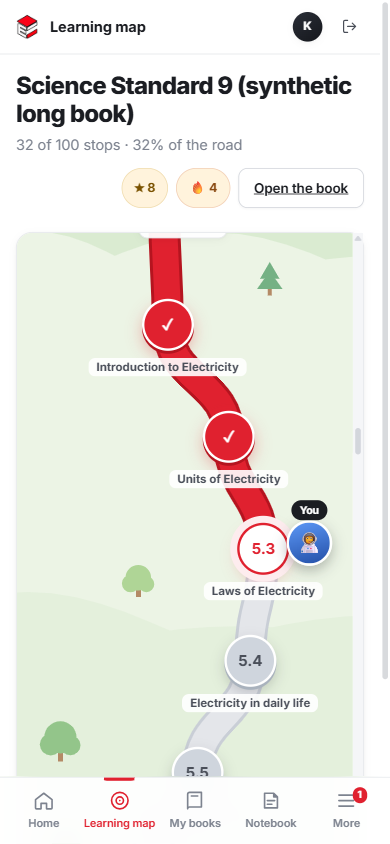 Learning map
K
Science Standard 9 (synthetic
long book)
32 of 100 stops · 32% of the road
★ 8
4
Open the book
✓
Introduction to Electricity
✓
Units of Electricity
You
5.3
Laws of Electricity
5.4
Electricity in daily life
5.5
1
Home
Learning map
My books
Notebook
More